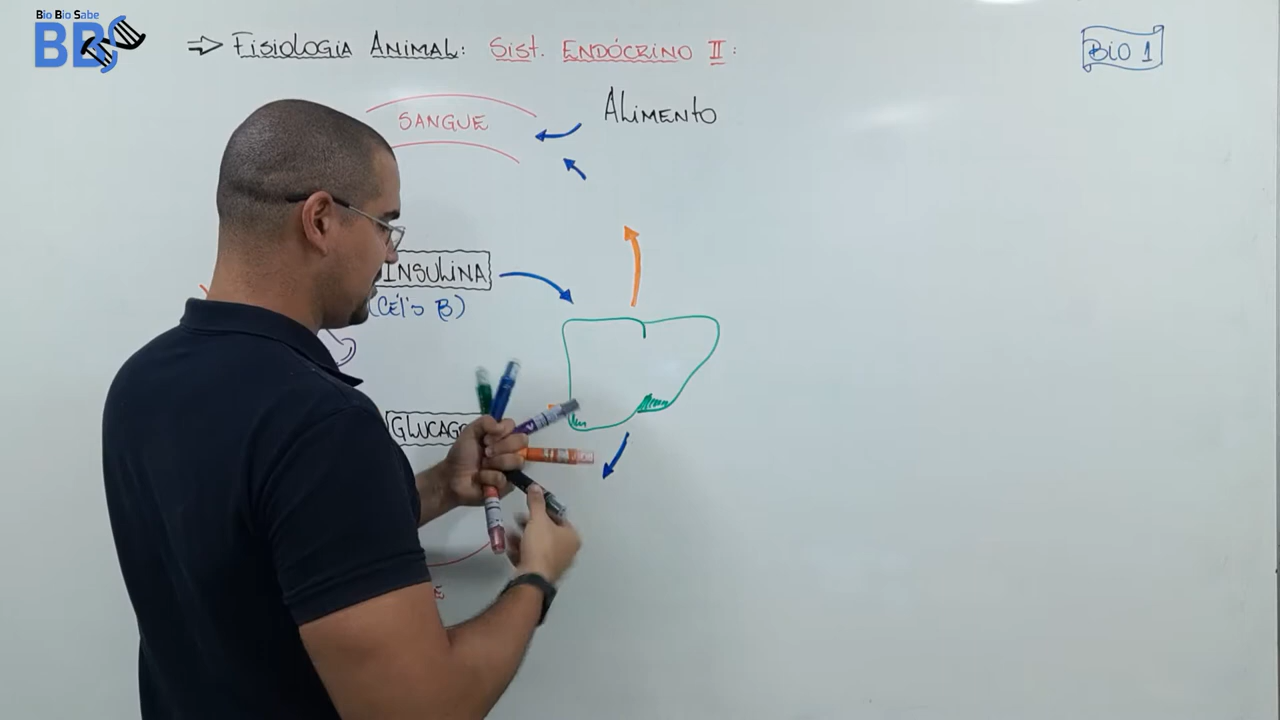 Bio Bio Sabe
BBS
⇒ Fisiologia Animal: Sist. Endócrino II:
BIO 1
Alimento
SANGUE
INSULINA
(Cél's β)